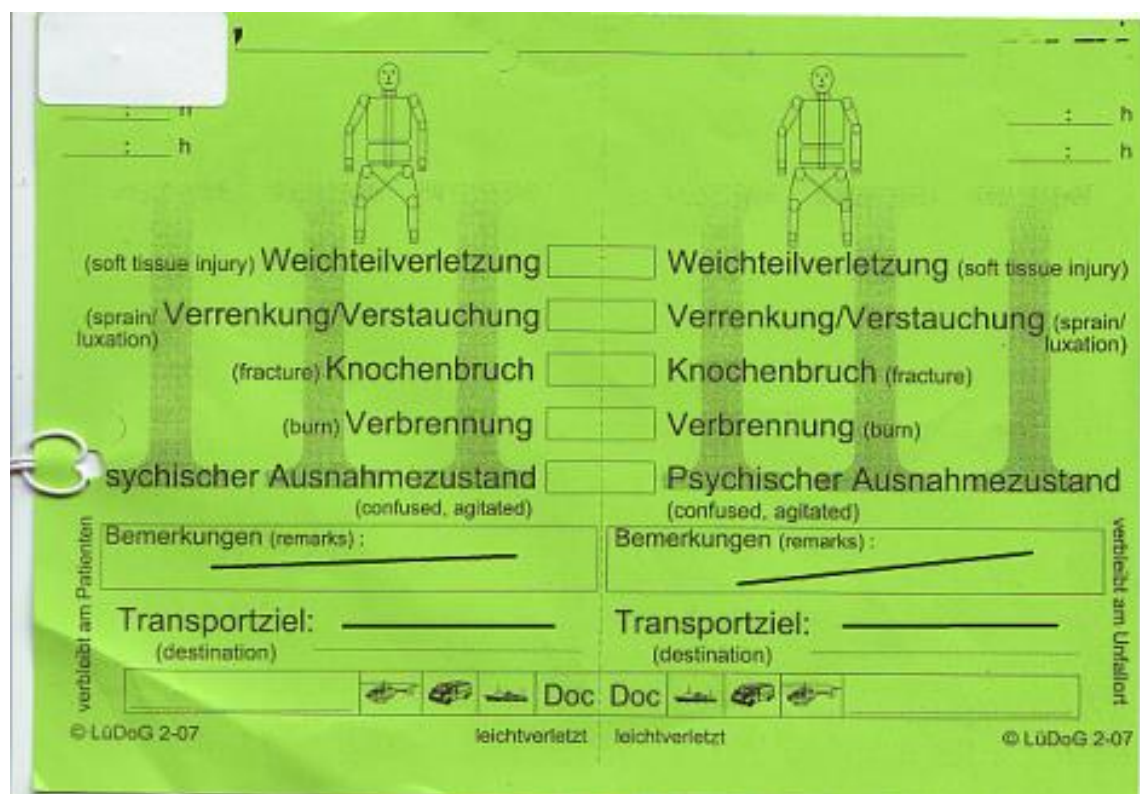 : h : h
: h : h
(soft tissue injury) Weichteilverletzung Weichteilverletzung (soft tissue injury)
(sprain/ luxation) Verrenkung/Verstauchung Verrenkung/Verstauchung (sprain/ luxation)
(fracture) Knochenbruch Knochenbruch (fracture)
(burn) Verbrennung Verbrennung (burn)
sychischer Ausnahmezustand Psychischer Ausnahmezustand
(confused, agitated) (confused, agitated)
Bemerkungen (remarks) : Bemerkungen (remarks) :
Transportziel: Transportziel:
(destination) (destination)
Doc Doc
© LüDoG 2-07 leichtverletzt leichtverletzt © LüDoG 2-07
verbleibt am Patienten
verbleibt am Unfallort